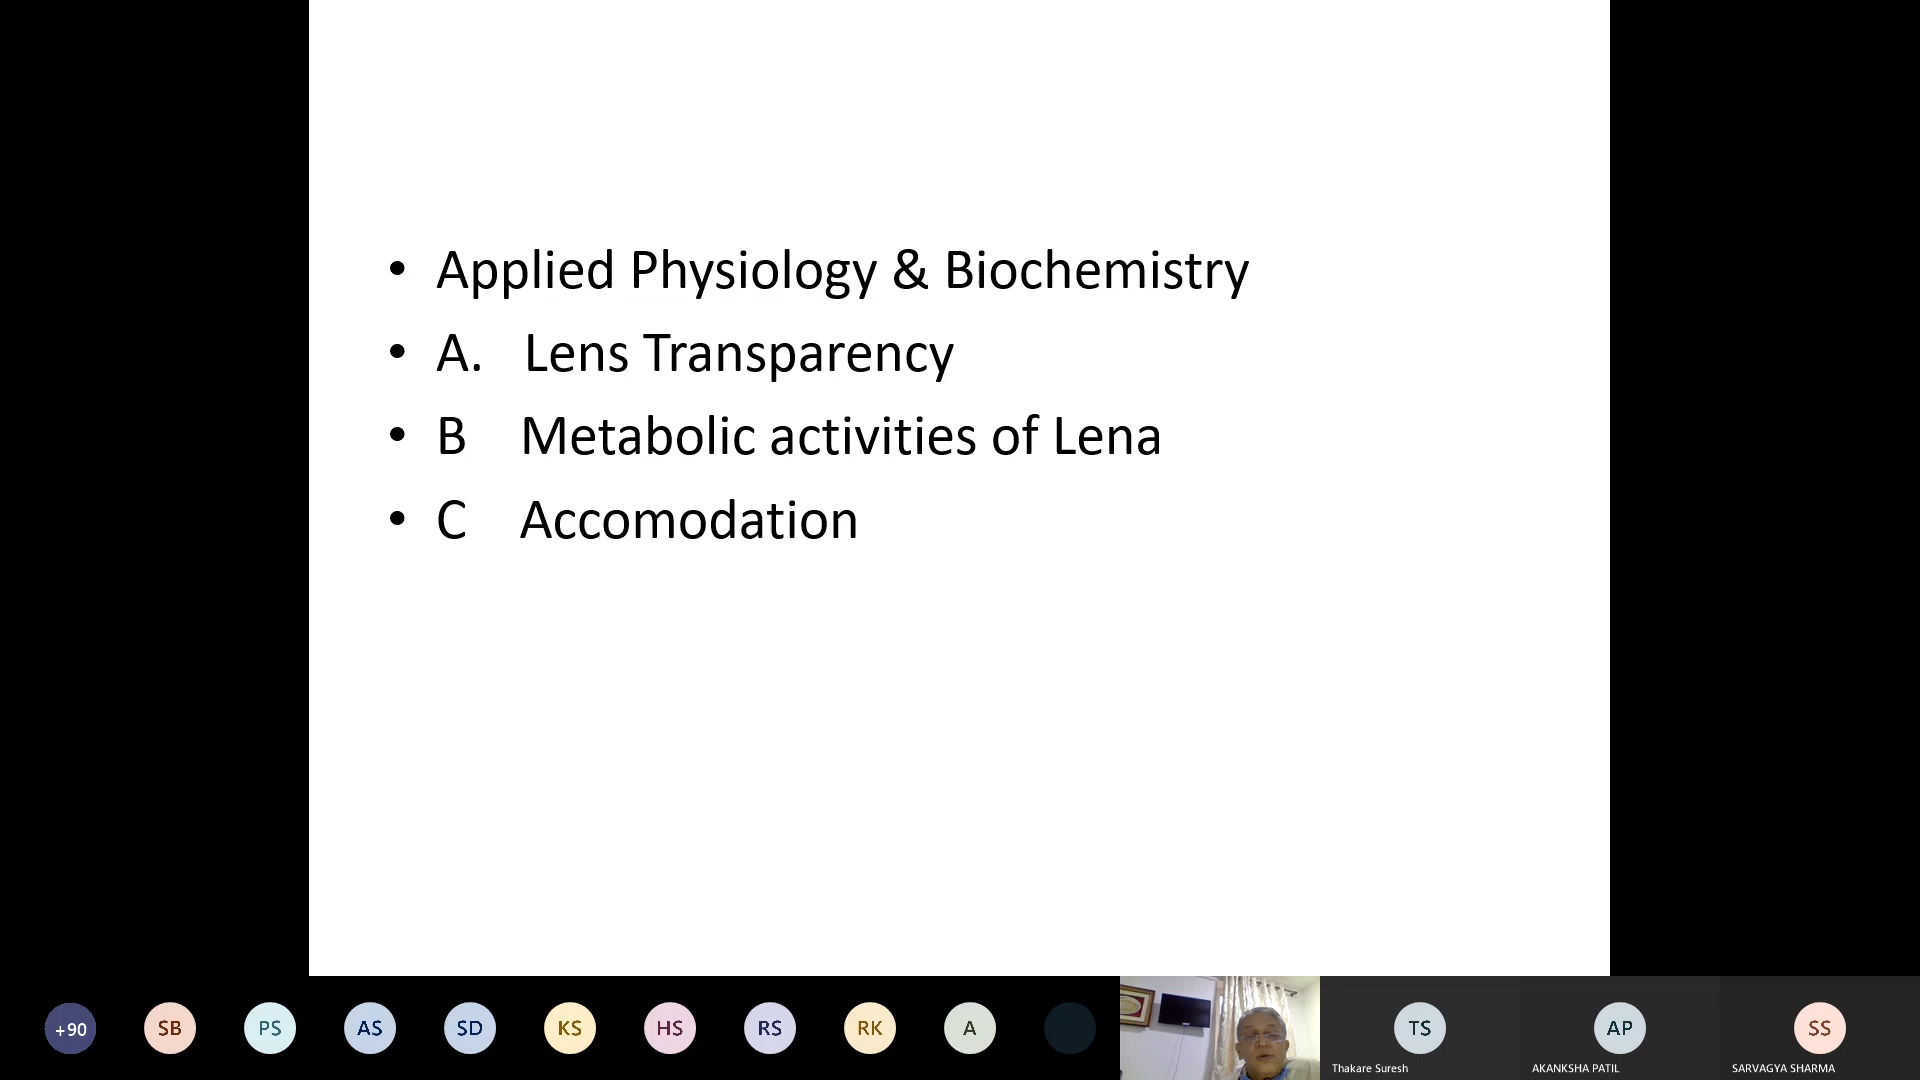 • Applied Physiology & Biochemistry
• A. Lens Transparency
• B Metabolic activities of Lena
• C Accomodation
+90 SB PS AS SD KS HS RS RK A TS AP SS
Thakare Suresh AKANKSHA PATIL SARVAGYA SHARMA